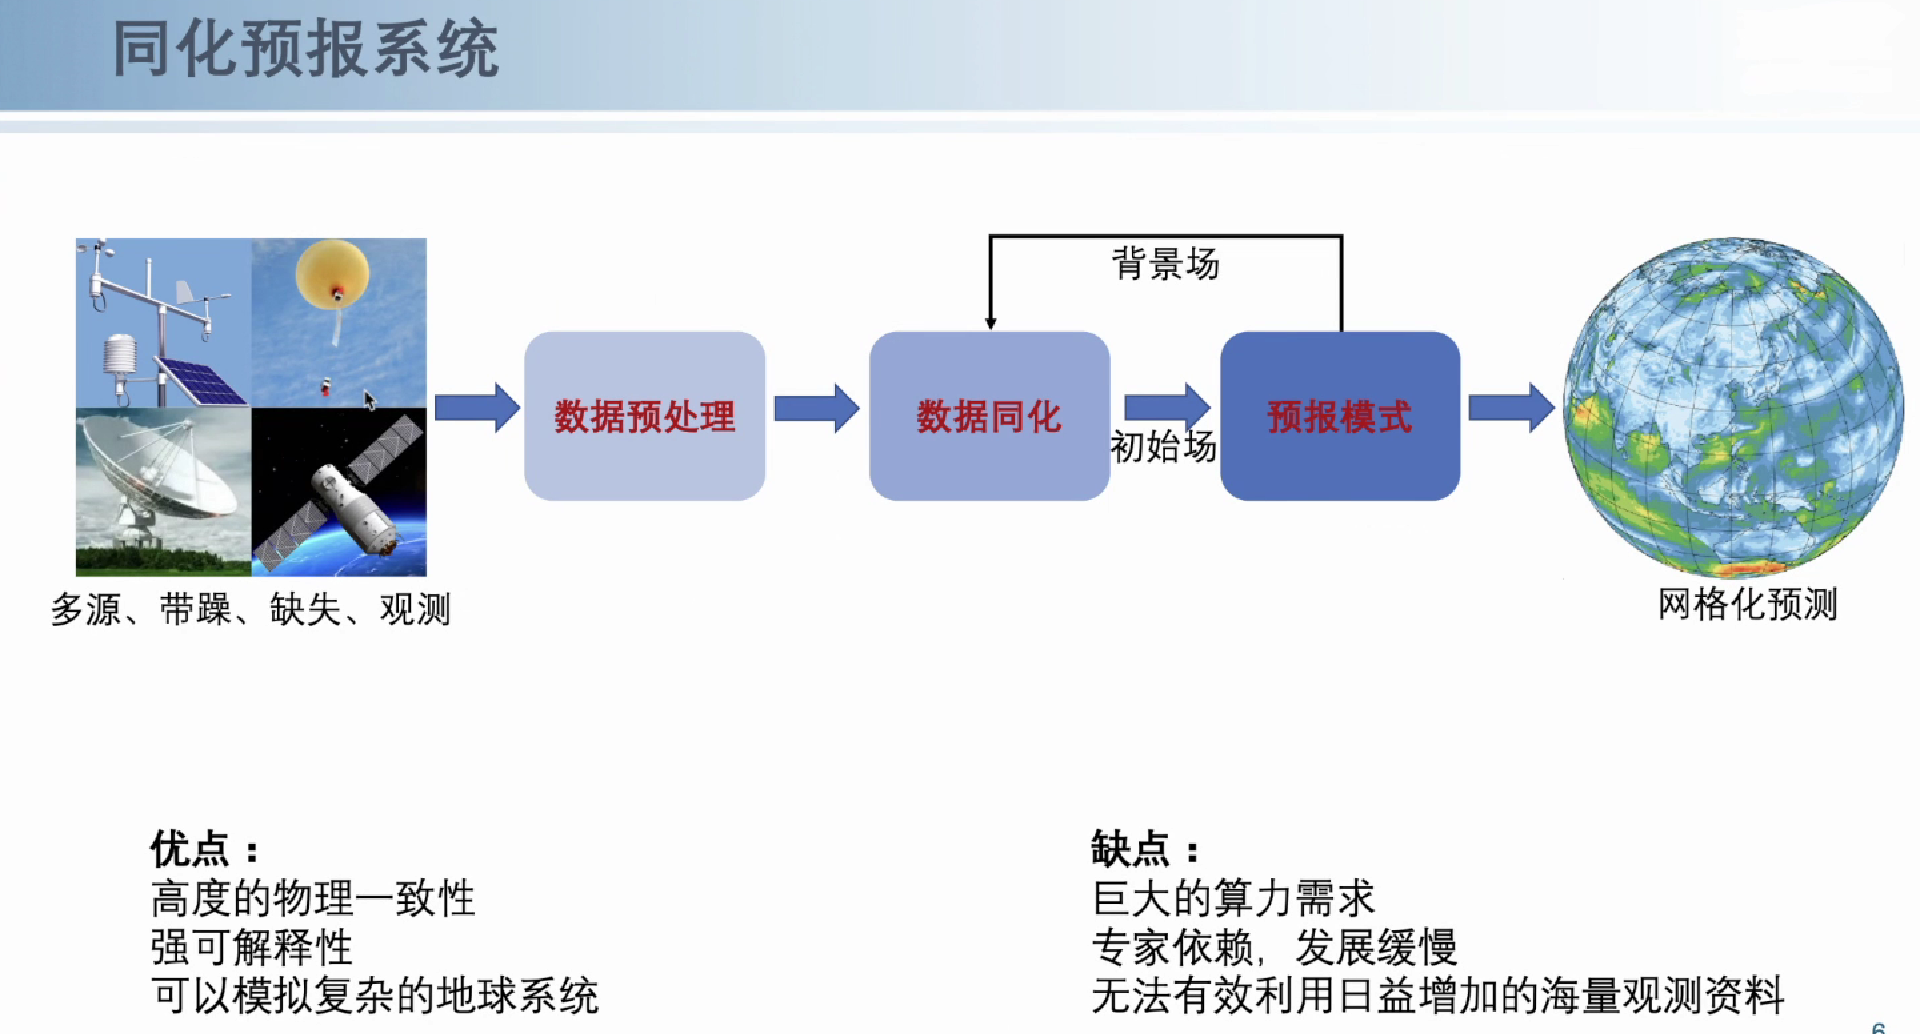 同化预报系统
背景场
数据预处理
数据同化
初始场
预报模式
多源、带躁、缺失、观测
网格化预测
优点：
高度的物理一致性
强可解释性
可以模拟复杂的地球系统
缺点：
巨大的算力需求
专家依赖，发展缓慢
无法有效利用日益增加的海量观测资料
6